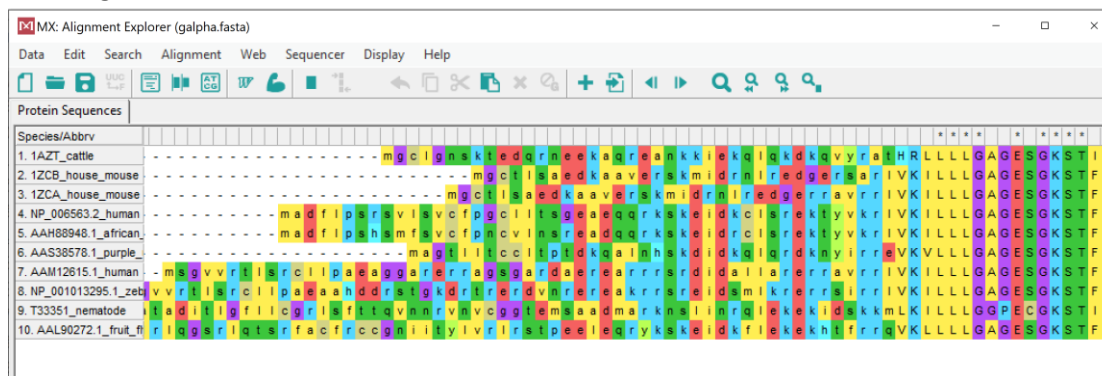 MX: Alignment Explorer (galpha.fasta)
Data Edit Search Alignment Web Sequencer Display Help
Protein Sequences
Species/Abbrv * * * * * * * * *
1. 1AZT_cattle - - - - - - - - - - - - - - - - - - m g c l g n s k t e d q r n e e k a q r e a n k k i e k q l q k d k q v y r a t H R L L L L G A G E S G K S T I
2. 1ZCB_house_mouse - - - - - - - - - - - - - - - - - - - - - - - - - m g c t l s a e d k a a v e r s k m i d r n l r e d g e r s a r I V K I L L L G A G E S G K S T F
3. 1ZCA_house_mouse - - - - - - - - - - - - - - - - - - - - - - - m g c t l s a e d k a a v e r s k m i d r n l r e d g e r r a v r r I V K I L L L G A G E S G K S T F
4. NP_006563.2_human - - - - - - - - - - m a d f l p s r s v l s v c f p g c l l t s g e a e q q r k s k e i d k c l s r e k t y v k r I V K I L L L G A G E S G K S T F
5. AAH88948.1_african_ - - - - - - - - - - m a d f l p s h s m f s v c f p n c v l n s r e a d q q r k s k e i d r c l s r e k t y v k r I V K I L L L G A G E S G K S T F
6. AAS38578.1_purple_ - - - - - - - - - - - - - - - - - - - - m a g t l l t c c l t p t d k q a l n h s k d i d k q l q r d k n y i r r e V K V L L L G A G E S G K S T F
7. AAM12615.1_human - - m s g v v r t l s r c l l p a e a g g a r e r r a g s g a r d a e r e a r r r s r d i d a l l a r e r r a v r r I V K I L L L G A G E S G K S T F
8. NP_001013295.1_zeb v v r t l s r c l l p a e a a h d d r s t g k d r t r e r d v n r e r e a k r r s r e i d s m l k r e r r s i r r I V K I L L L G A G E S G K S T F
9. T33351_nematode t a d i t l g f l l c g r l s f t t q v n n r v n v c g g t e m s a a d m a r k n s l i n r q l e k e k i d s k k m L K I L L L G G P E C G K S T I
10. AAL90272.1_fruit_fl r l q g s r l q t s r f a c f r c c g n i i t y l v r l r s t p e e l e q r y k s k e i d k f l e k e k h t f r r q V K I L L L G A G E S G K S T F